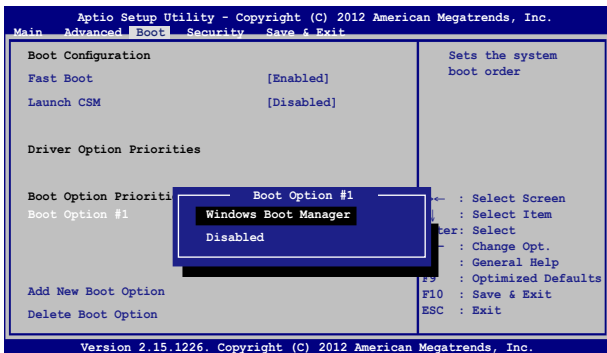 Aptio Setup Utility - Copyright (C) 2012 American Megatrends, Inc.
Main Advanced Boot Security Save & Exit
Boot Configuration
Fast Boot [Enabled]
Launch CSM [Disabled]
Driver Option Priorities
Boot Option Prioriti
Boot Option #1
Add New Boot Option
Delete Boot Option
Boot Option #1
Windows Boot Manager
Disabled
Sets the system
boot order
→← : Select Screen
: Select Item
ter: Select
: Change Opt.
: General Help
F9 : Optimized Defaults
F10 : Save & Exit
ESC : Exit
Version 2.15.1226. Copyright (C) 2012 American Megatrends, Inc.